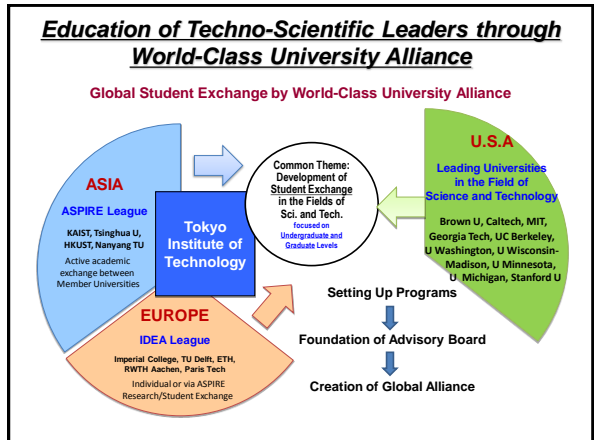 Education of Techno-Scientific Leaders through
World-Class University Alliance
Global Student Exchange by World-Class University Alliance
ASIA
ASPIRE League
KAIST, Tsinghua U,
HKUST, Nanyang TU
Active academic
exchange between
Member Universities
Tokyo
Institute of
Technology
Common Theme:
Development of
Student Exchange
in the Fields of
Sci. and Tech.
focused on
Undergraduate and
Graduate Levels
U.S.A
Leading Universities
in the Field of
Science and Technology
Brown U, Caltech, MIT,
Georgia Tech, UC Berkeley,
U Washington, U Wisconsin-
Madison, U Minnesota,
U Michigan, Stanford U
EUROPE
IDEA League
Imperial College, TU Delft, ETH,
RWTH Aachen, Paris Tech
Individual or via ASPIRE
Research/Student Exchange
Setting Up Programs
Foundation of Advisory Board
Creation of Global Alliance